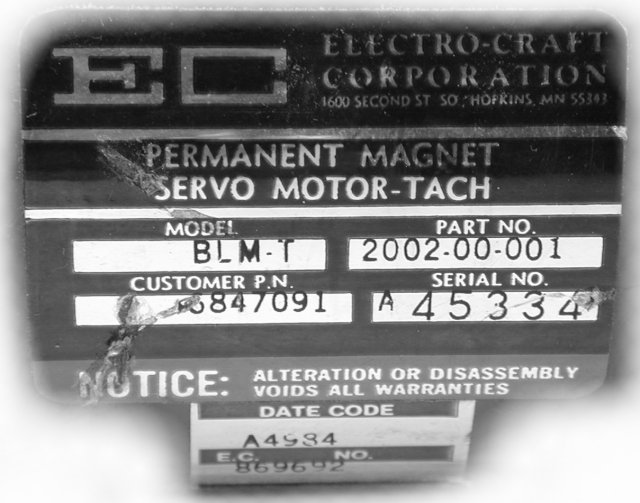 EC
ELECTRO-CRAFT
CORPORATION
1600 SECOND ST. SO., HOPKINS, MN 55343
PERMANENT MAGNET
SERVO MOTOR-TACH
MODEL PART NO.
BLM-T 2002-00-001
CUSTOMER P.N. SERIAL NO.
6847091 A 45334
NOTICE: ALTERATION OR DISASSEMBLY
VOIDS ALL WARRANTIES
DATE CODE
A4984
E.C. NO.
869692